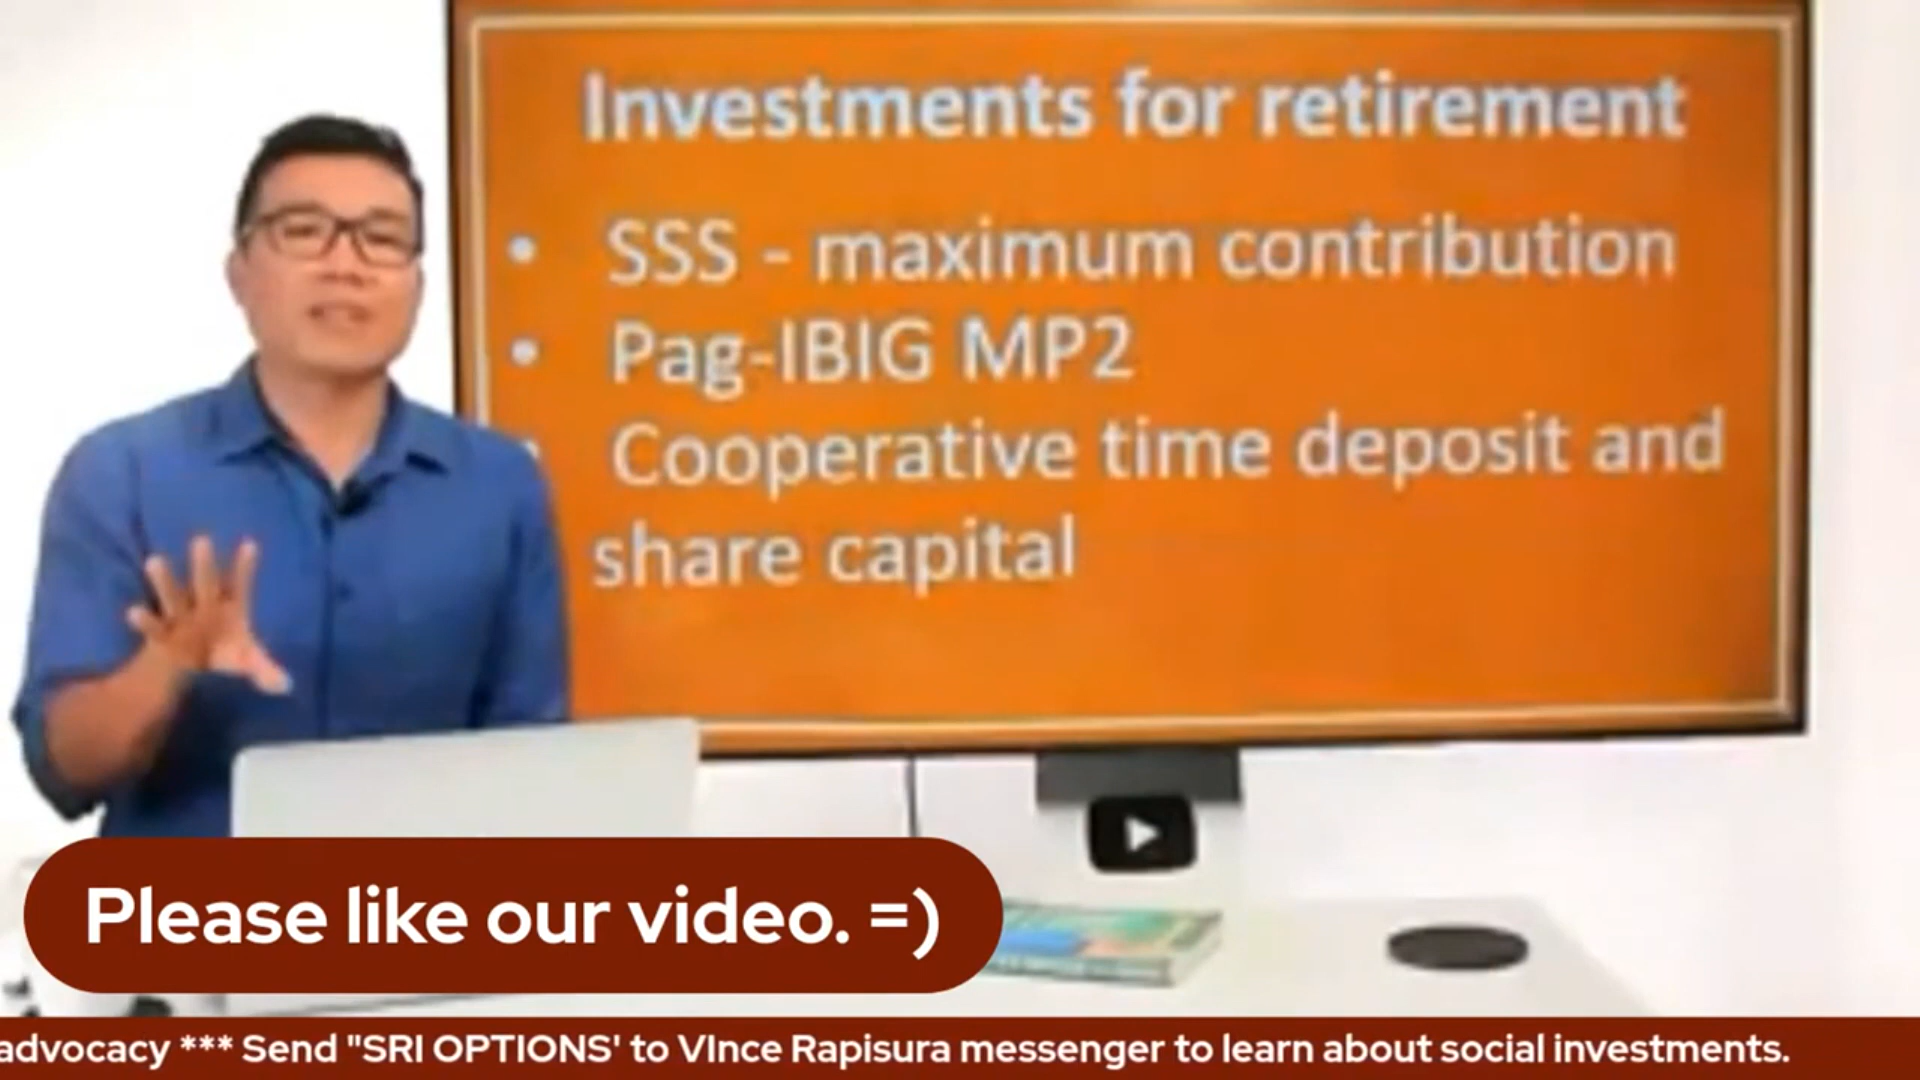 Investments for retirement
• SSS - maximum contribution
• Pag-IBIG MP2
Cooperative time deposit and
share capital
Please like our video. =)
advocacy *** Send "SRI OPTIONS' to VInce Rapisura messenger to learn about social investments.